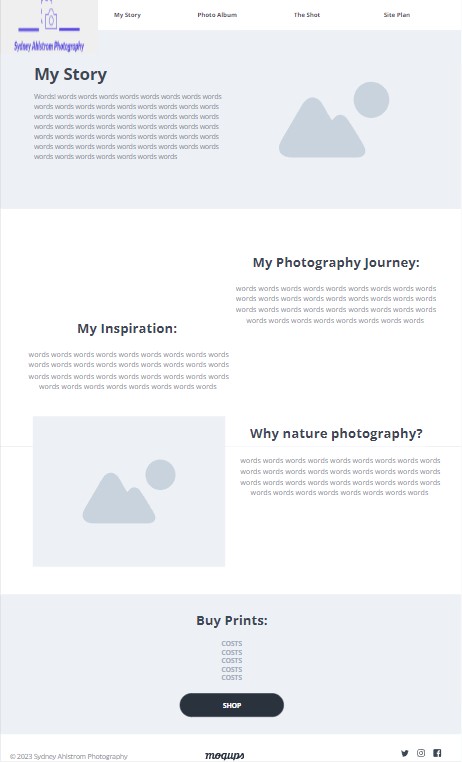 My Story
Photo Album
The Shot
Site Plan
Sydney Ahlstrom Photography
My Story
Words! words words words words words words words
words words words words words words words words
words words words words words words words words
words words words words words words words words
words words words words words words words words
words words words words words words words words
words words words words words words
My Photography Journey:
words words words words words words words words words
words words words words words words words words words
words words words words words words words words words
words words words words words words words words
My Inspiration:
words words words words words words words words words
words words words words words words words words words
words words words words words words words words words
words words words words words words words words
Why nature photography?
words words words words words words words words words
words words words words words words words words words
words words words words words words words words words
words words words words words words words words
Buy Prints:
COSTS
COSTS
COSTS
COSTS
COSTS
SHOP
© 2023 Sydney Ahlstrom Photography
moqups